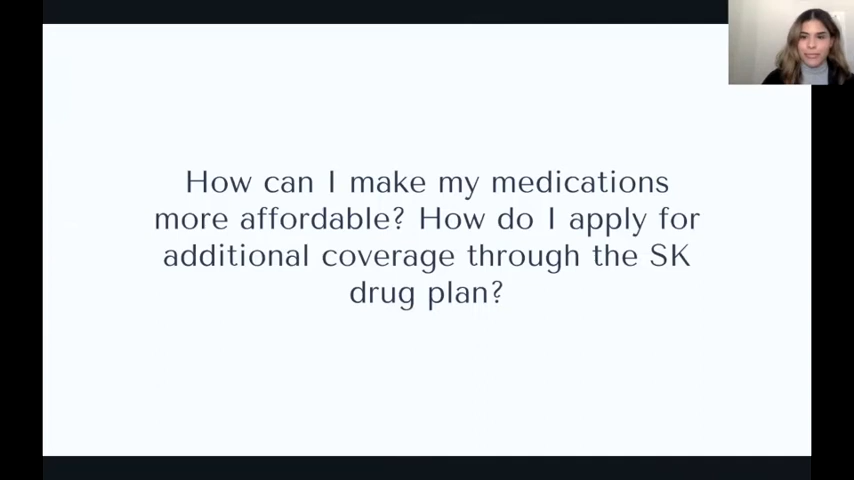 How can I make my medications
more affordable? How do I apply for
additional coverage through the SK
drug plan?